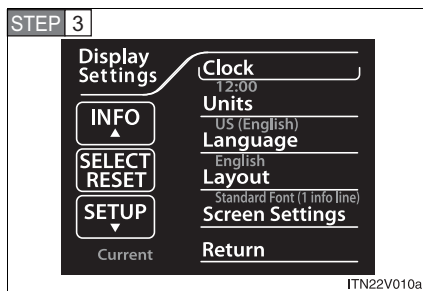 STEP 3
Display
Settings
INFO
SELECT
RESET
SETUP
Current
Clock
12:00
Units
US (English)
Language
English
Layout
Standard Font (1 info line)
Screen Settings
Return
ITN22V010a